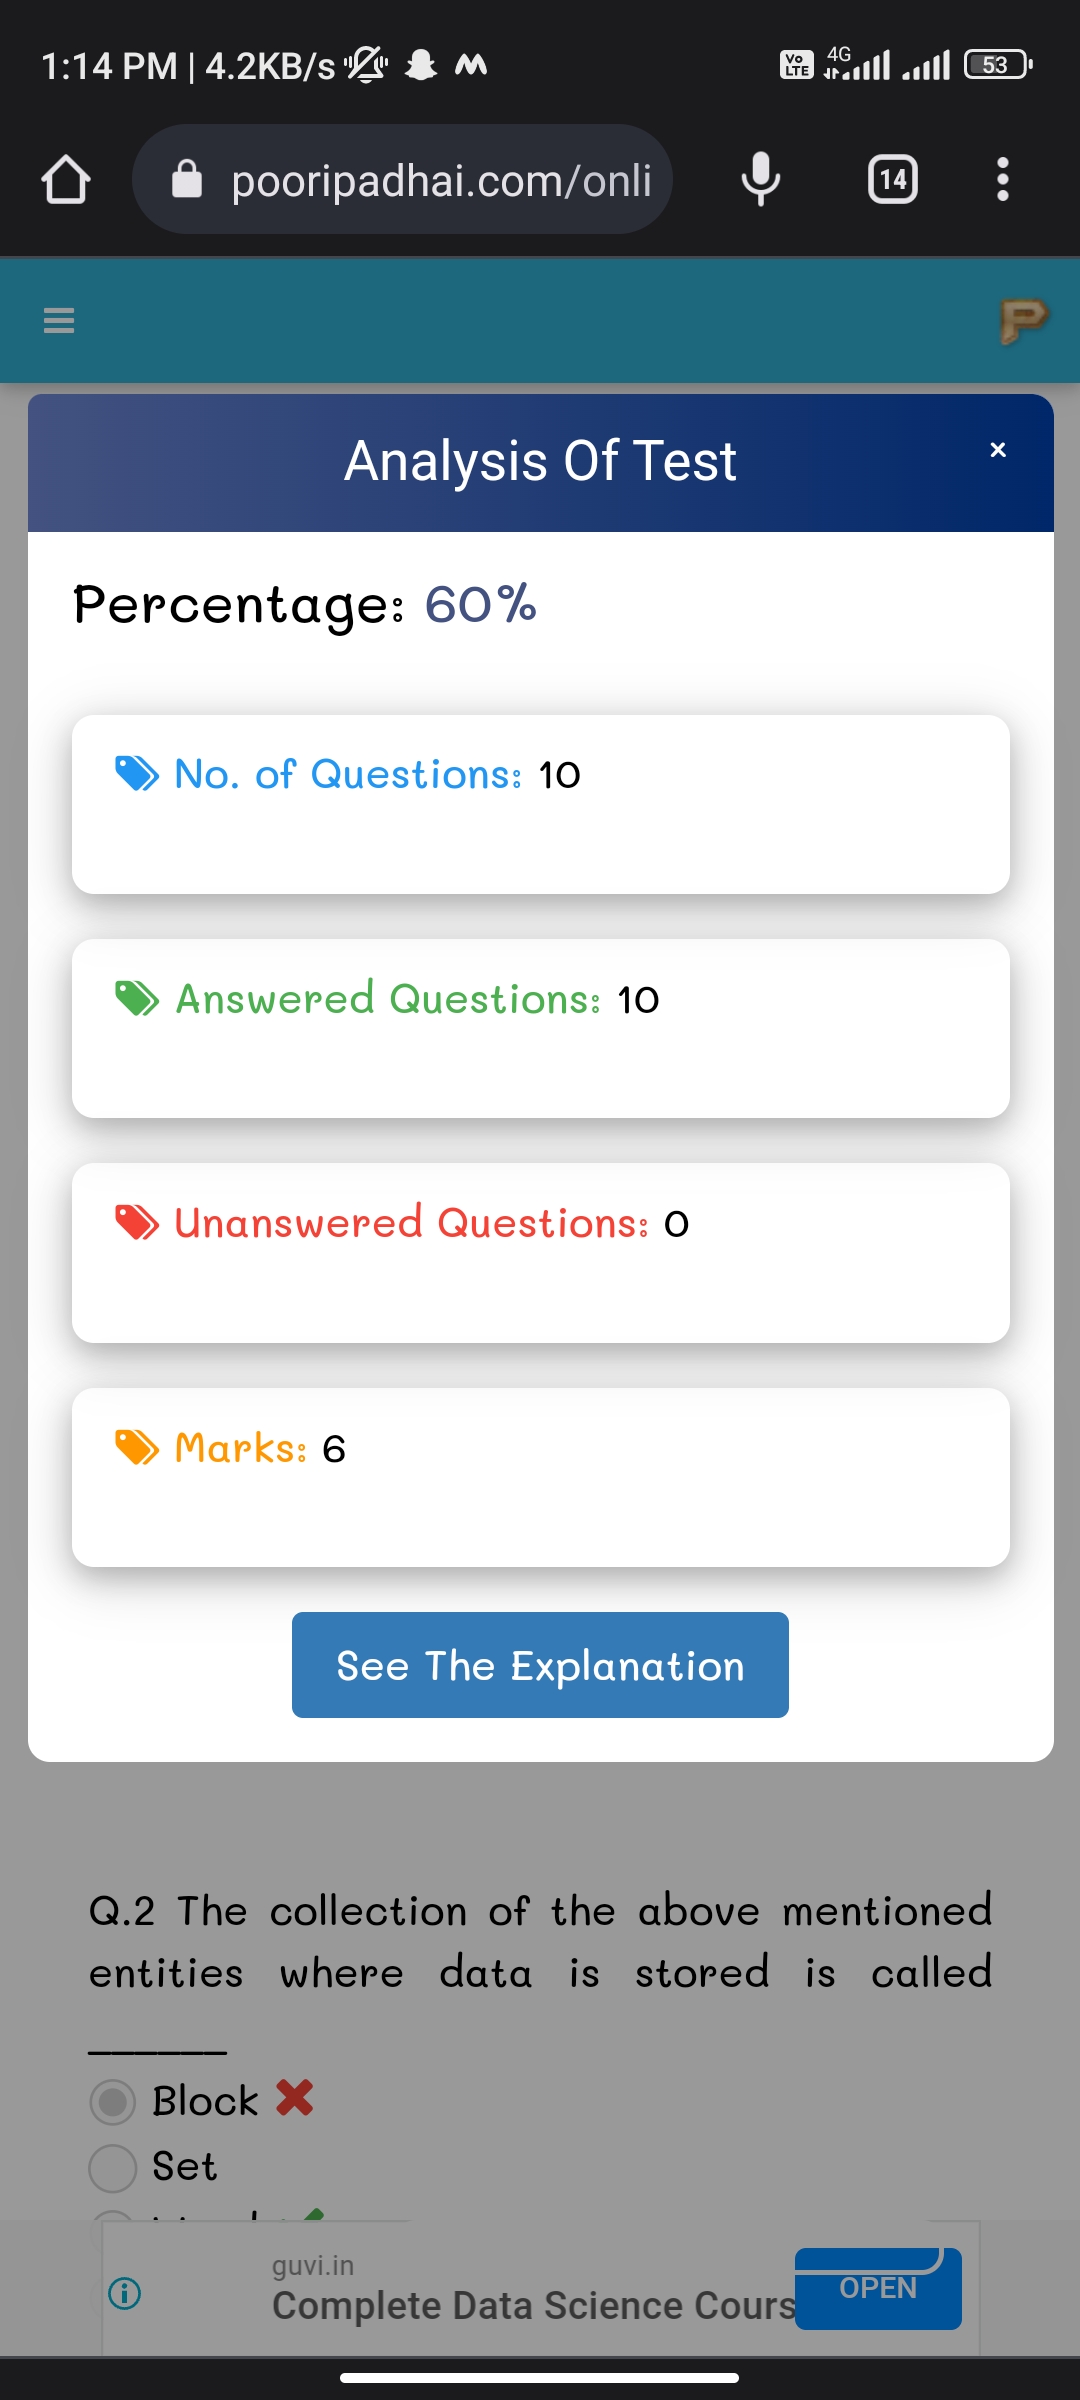 1:14 PM | 4.2KB/s
Vo LTE 4G 53
pooripadhai.com/onli
14
Analysis Of Test
×
Percentage: 60%
No. of Questions: 10
Answered Questions: 10
Unanswered Questions: 0
Marks: 6
See The Explanation
Q.2 The collection of the above mentioned
entities where data is stored is called
______
Block
Set
guvi.in
Complete Data Science Cours
OPEN